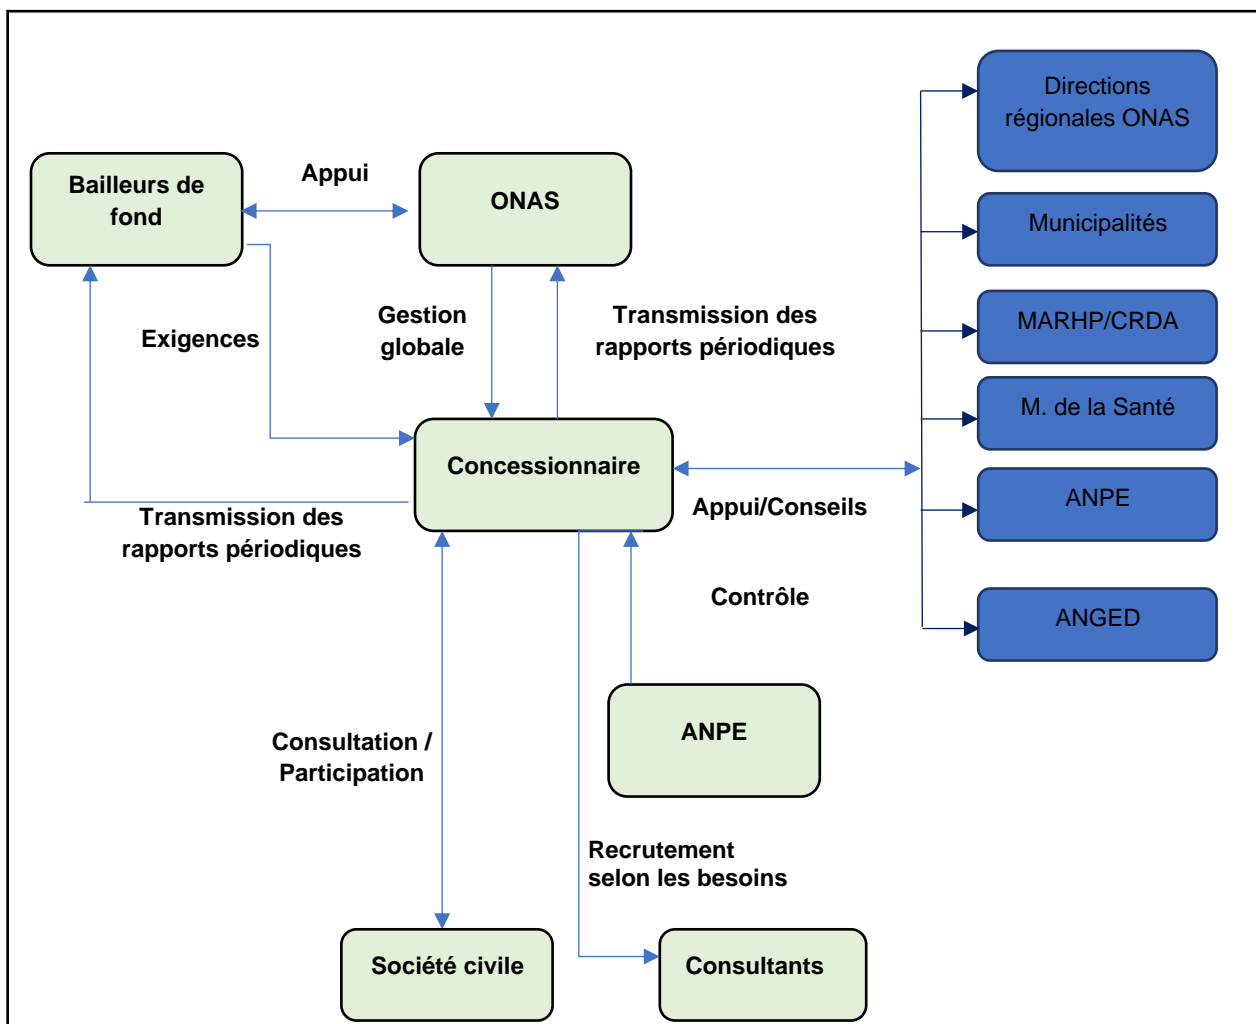 Directions
régionales ONAS
Bailleurs de
fond
Appui
ONAS
Municipalités
Exigences
Gestion
globale
Transmission des
rapports périodiques
MARHP/CRDA
M. de la Santé
Concessionnaire
Transmission des
rapports périodiques
Appui/Conseils
ANPE
Contrôle
ANGED
ANPE
Consultation /
Participation
Recrutement
selon les besoins
Société civile
Consultants